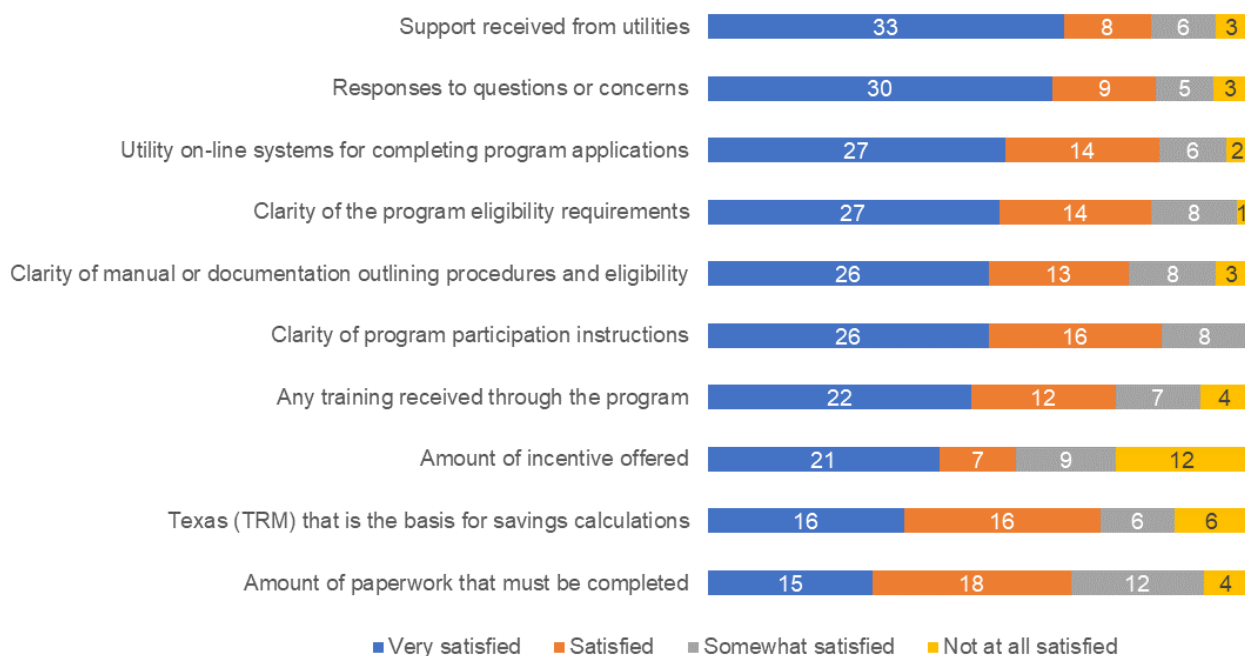 Support received from utilities 33 8 6 3
Responses to questions or concerns 30 9 5 3
Utility on-line systems for completing program applications 27 14 6 2
Clarity of the program eligibility requirements 27 14 8 1
Clarity of manual or documentation outlining procedures and eligibility 26 13 8 3
Clarity of program participation instructions 26 16 8
Any training received through the program 22 12 7 4
Amount of incentive offered 21 7 9 12
Texas (TRM) that is the basis for savings calculations 16 16 6 6
Amount of paperwork that must be completed 15 18 12 4
Very satisfied Satisfied Somewhat satisfied Not at all satisfied